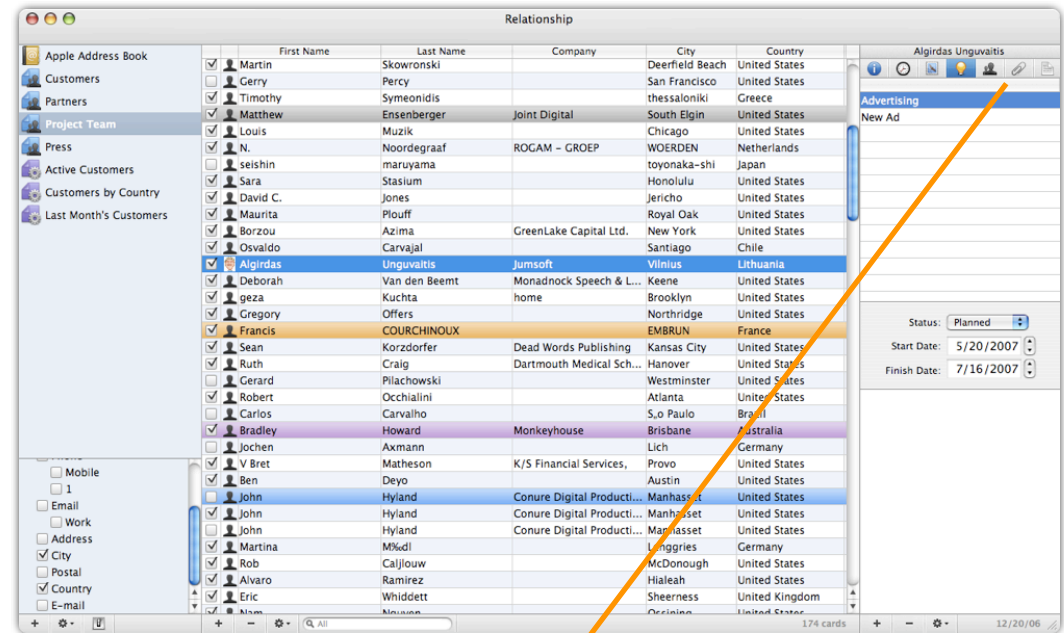 Relationship
Apple Address Book
Customers
Partners
Project Team
Press
Active Customers
Customers by Country
Last Month's Customers
Mobile
1
Email
Work
Address
City
Postal
Country
E-mail
First Name Last Name Company City Country
Martin Skowronski Deerfield Beach United States
Gerry Percy San Francisco United States
Timothy Symeonidis thessaloniki Greece
Matthew Ensenberger Joint Digital South Elgin United States
Louis Muzik Chicago United States
N. Noordegraaf ROGAM - GROEP WOERDEN Netherlands
seishin maruyama toyonaka-shi Japan
Sara Stasium Honolulu United States
David C. Jones Jericho United States
Maurita Plouff Royal Oak United States
Borzou Azima GreenLake Capital Ltd. New York United States
Osvaldo Carvajal Santiago Chile
Algirdas Unguvaitis Jumsoft Vilnius Lithuania
Deborah Van den Beemt Monadnock Speech & L... Keene United States
geza Kuchta home Brooklyn United States
Gregory Offers Northridge United States
Francis COURCHINOUX EMBRUN France
Sean Korzdorfer Dead Words Publishing Kansas City United States
Ruth Craig Dartmouth Medical Sch... Hanover United States
Gerard Pilachowski Westminster United States
Robert Occhialini Atlanta United States
Carlos Carvalho S,o Paulo Brazil
Bradley Howard Monkeyhouse Brisbane Australia
Jochen Axmann Lich Germany
V Bret Matheson K/S Financial Services, Provo United States
Ben Deyo Austin United States
John Hyland Conure Digital Producti... Manhasset United States
John Hyland Conure Digital Producti... Manhasset United States
John Hyland Conure Digital Producti... Manhasset United States
Martina M‰dl Lenggries Germany
Rob Caljlouw McDonough United States
Alvaro Ramirez Hialeah United States
Eric Whiddett Sheerness United Kingdom
Nam Nguyen Ossining United States
All
174 cards
Algirdas Unguvaitis
Advertising
New Ad
Status: Planned
Start Date: 5/20/2007
Finish Date: 7/16/2007
12/20/06